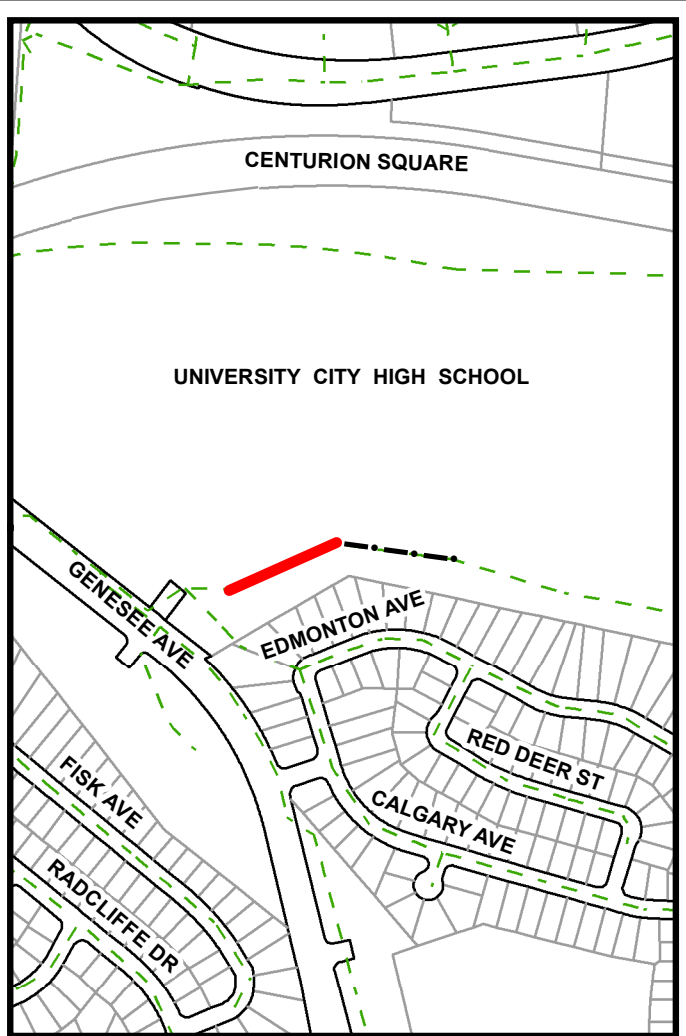 CENTURION SQUARE
UNIVERSITY CITY HIGH SCHOOL
GENESEE AVE
EDMONTON AVE
RED DEER ST
FISK AVE
CALGARY AVE
RADCLIFFE DR